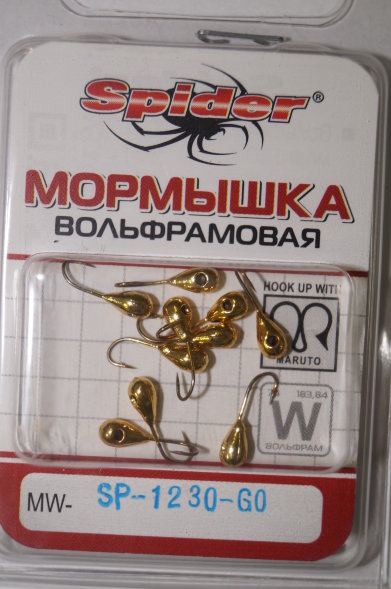 Spider®
МОРМЫШКА
ВОЛЬФРАМОВАЯ
HOOK UP WITH
MARUTO
183,84
W
ВОЛЬФРАМ
MW- SP-1230-GO